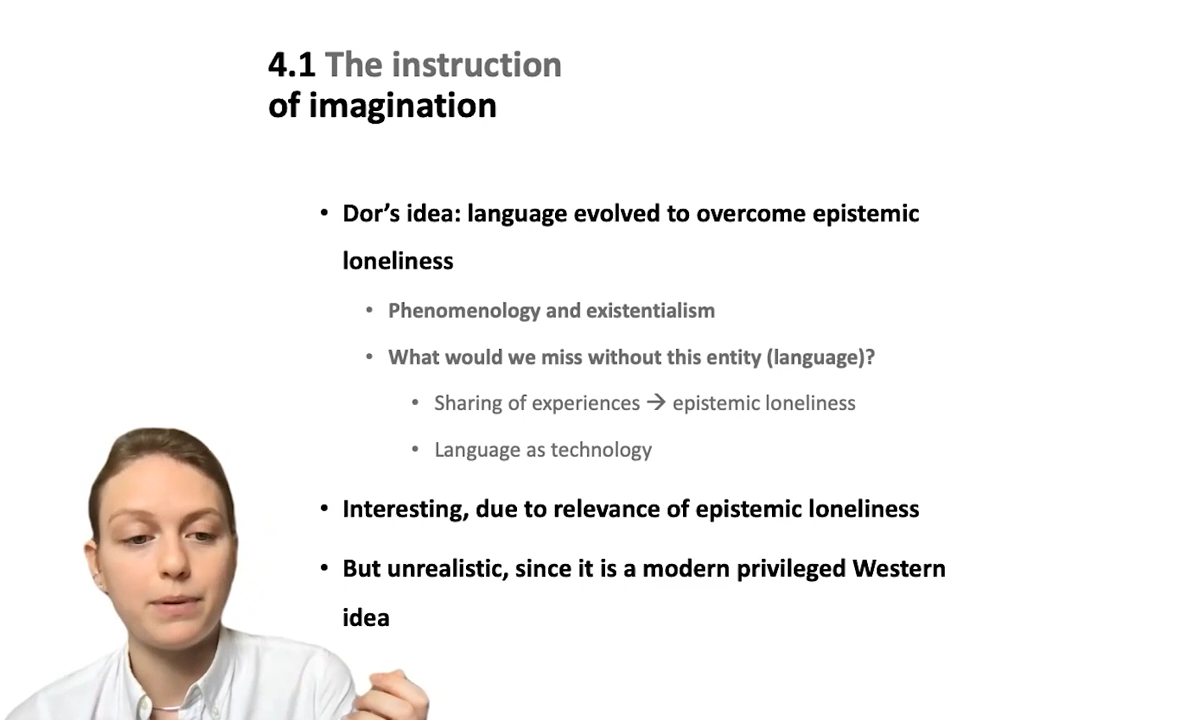 4.1 The instruction
of imagination
• Dor’s idea: language evolved to overcome epistemic
loneliness
• Phenomenology and existentialism
• What would we miss without this entity (language)?
• Sharing of experiences → epistemic loneliness
• Language as technology
• Interesting, due to relevance of epistemic loneliness
• But unrealistic, since it is a modern privileged Western
idea